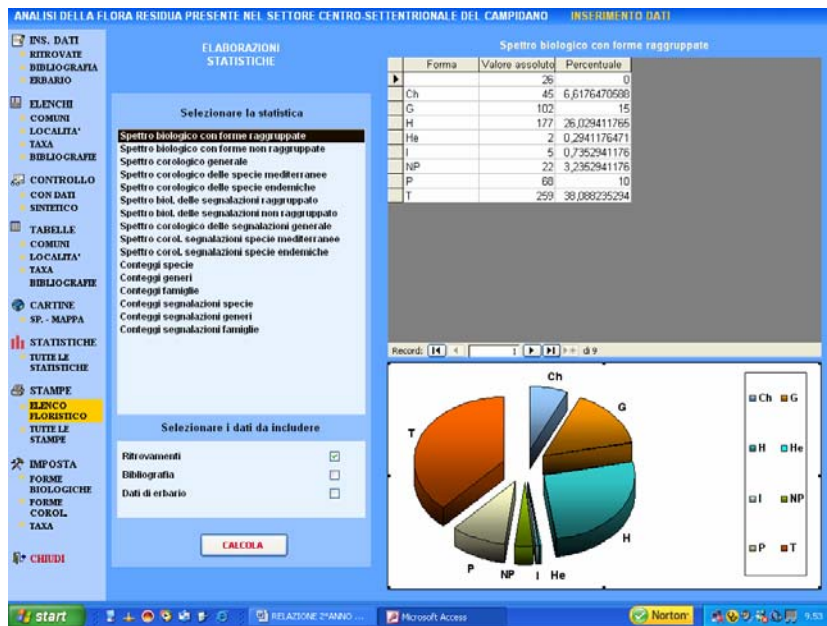 ANALISI DELLA FLORA RESIDUA PRESENTE NEL SETTORE CENTRO-SETTENTRIONALE DEL CAMPIDANO INSERIMENTO DATI
INS. DATI
RITROVATE
BIBLIOGRAFIA
ERBARIO
ELENCHI
COMUNI
LOCALITA'
TAXA
BIBLIOGRAFIE
CONTROLLO
CON DATI
SINTETICO
TABELLE
COMUNI
LOCALITA'
TAXA
BIBLIOGRAFIE
CARTINE
SP. - MAPPA
STATISTICHE
TUTTE LE
STATISTICHE
STAMPE
ELENCO
FLORISTICO
TUTTE LE
STAMPE
IMPOSTA
FORME
BIOLOGICHE
FORME
COROL.
TAXA
CHIUDI
ELABORAZIONI
STATISTICHE
Selezionare la statistica
Spettro biologico con forme raggruppate
Spettro biologico con forme non raggruppate
Spettro corologico generale
Spettro corologico delle specie mediterranee
Spettro corologico delle specie endemiche
Spettro biol. delle segnalazioni raggruppato
Spettro biol. delle segnalazioni non raggruppato
Spettro corologico delle segnalazioni generale
Spettro corol. segnalazioni specie mediterranee
Spettro corol. segnalazioni specie endemiche
Conteggi specie
Conteggi generi
Conteggi famiglie
Conteggi segnalazioni specie
Conteggi segnalazioni generi
Conteggi segnalazioni famiglie
Selezionare i dati da includere
Ritrovamenti
Bibliografia
Dati di erbario
CALCOLA
Spettro biologico con forme raggruppate
Forma Valore assoluto Percentuale
26 0
Ch 45 6,6176470588
G 102 15
H 177 26,029411765
He 2 0,2941176471
I 5 0,7352941176
NP 22 3,2352941176
P 68 10
T 259 38,088235294
Record: 1 di 9
Ch
G
H
He
I
NP
P
T
Ch G
H He
I NP
P T
start
RELAZIONE 2°ANNO ...
Microsoft Access
Norton
9.53